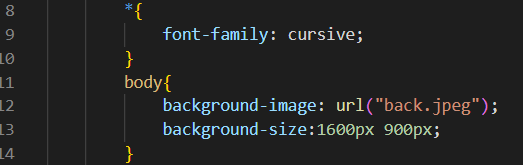 8 *{
9 font-family: cursive;
10 }
11 body{
12 background-image: url("back.jpeg");
13 background-size:1600px 900px;
14 }